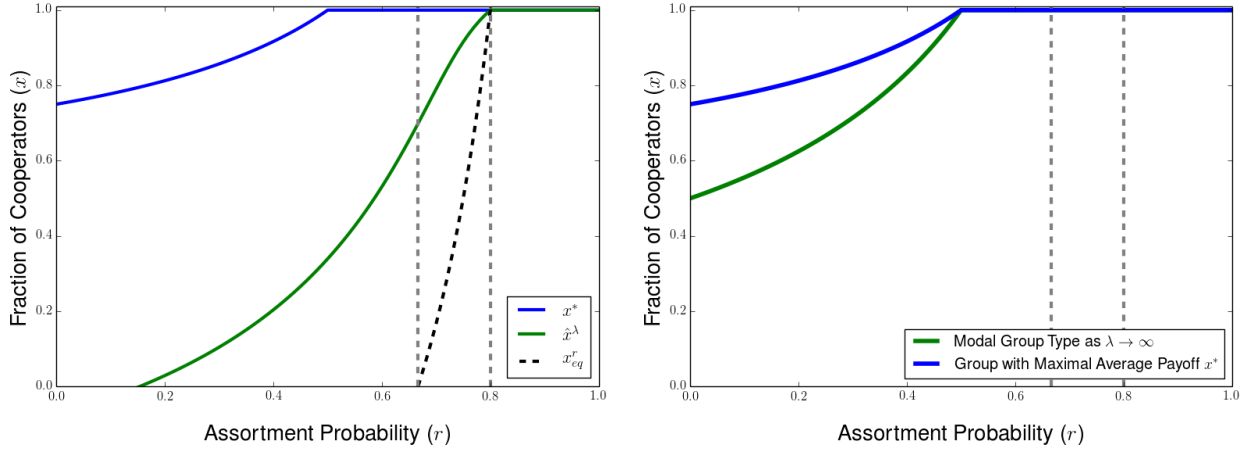 1.0
0.8
0.6
0.4
0.2
0.0
Fraction of Cooperators (x)
0.0 0.2 0.4 0.6 0.8 1.0
Assortment Probability (r)
x*
x̂^λ
x^r_{eq}
1.0
0.8
0.6
0.4
0.2
0.0
Fraction of Cooperators (x)
0.0 0.2 0.4 0.6 0.8 1.0
Assortment Probability (r)
Modal Group Type as λ → ∞
Group with Maximal Average Payoff x*